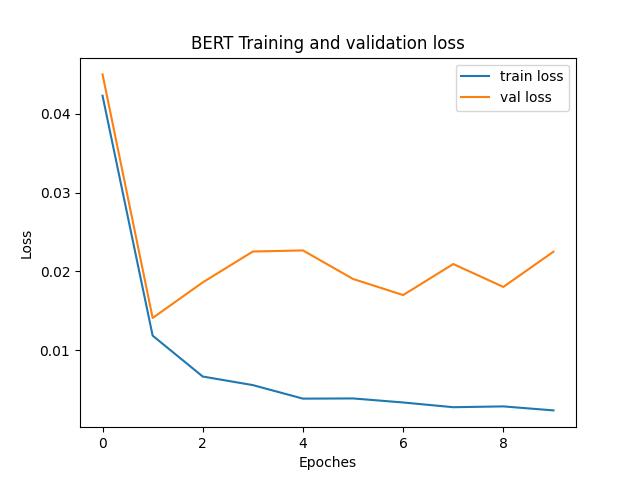 BERT Training and validation loss
train loss
val loss
0.04
0.03
0.02
0.01
Loss
0 2 4 6 8
Epoches